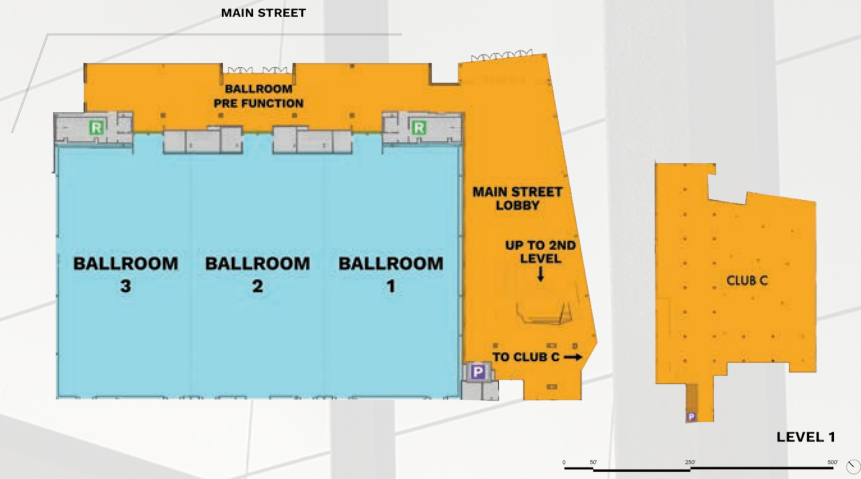 MAIN STREET
BALLROOM
PRE FUNCTION
R
R
MAIN STREET
LOBBY
UP TO 2ND
LEVEL
BALLROOM
3
BALLROOM
2
BALLROOM
1
CLUB C
TO CLUB C
P
P
LEVEL 1
0 50' 250' 500'